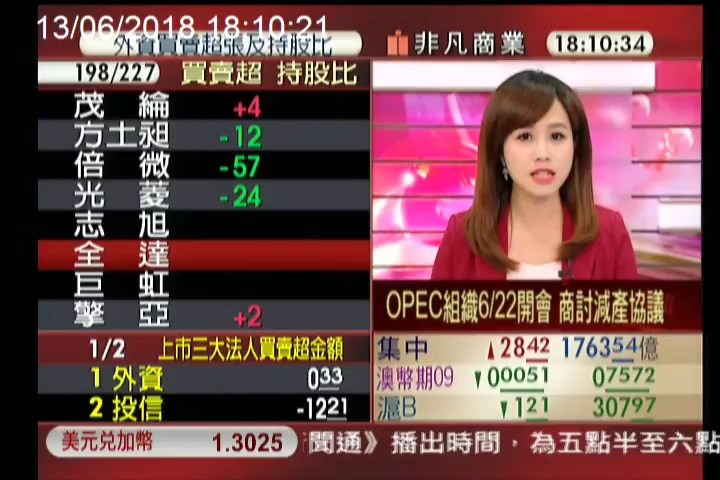 13/06/2018 18:10:21
外資買賣超張及持股比
非凡商業 18:10:34
198/227 買賣超 持股比
茂綸 +4
方土昶 -12
倍微 -57
光菱 -24
志旭
全達
巨虹
擎亞 +2
OPEC組織6/22開會 商討減產協議
1/2 上市三大法人買賣超金額
1 外資 033
2 投信 -1221
集中 ▲2842 176354億
澳幣期09 ▼00051 07572
滬B ▼121 30797
美元兌加幣 1.3025
聞通》播出時間，為五點半至六點